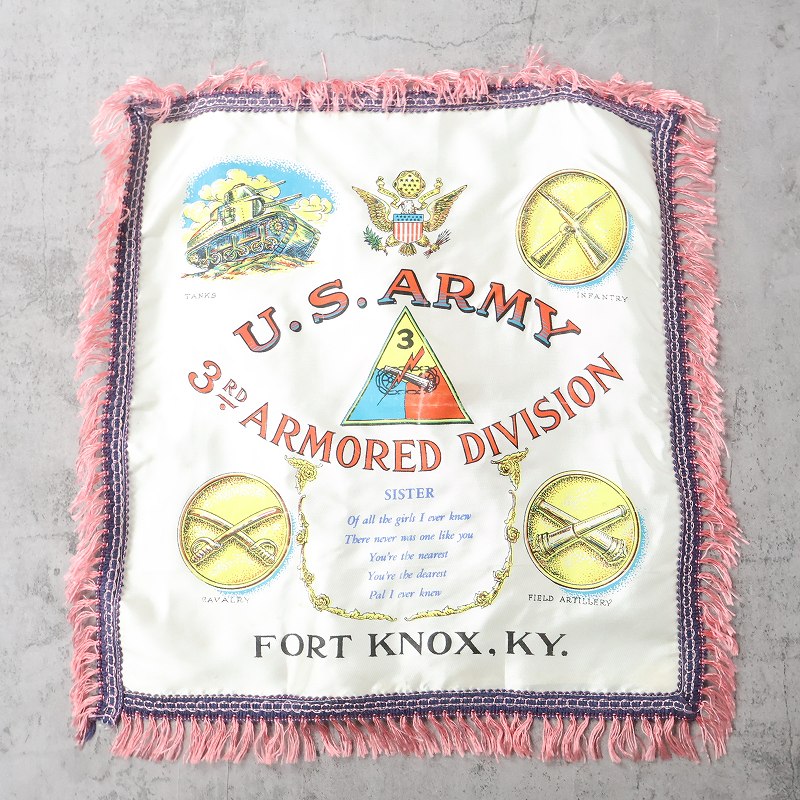 TANKS
INFANTRY
U.S. ARMY
3
3RD ARMORED DIVISION
SISTER
Of all the girls I ever knew
There never was one like you
You're the nearest
You're the dearest
Pal I ever knew
CAVALRY
FIELD ARTILLERY
FORT KNOX, KY.